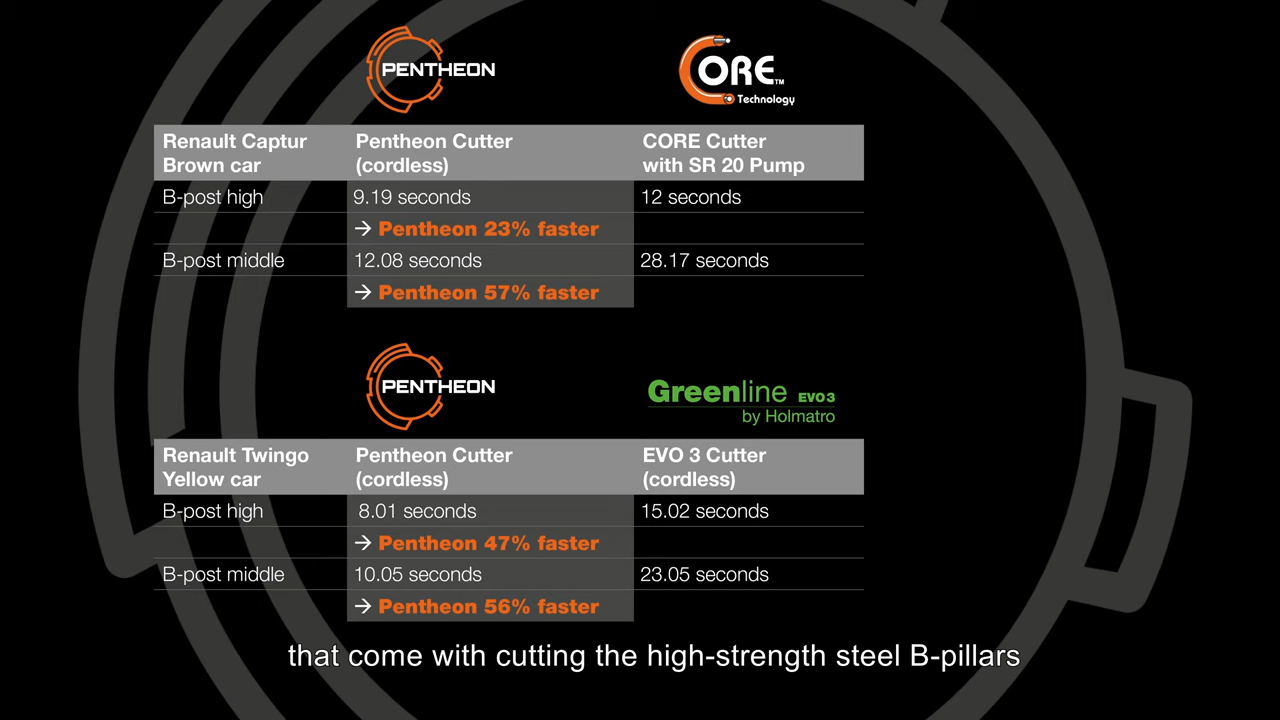 PENTHEON
CORE™
Technology
Renault Captur
Brown car
Pentheon Cutter
(cordless)
CORE Cutter
with SR 20 Pump
B-post high
9.19 seconds
12 seconds
→ Pentheon 23% faster
B-post middle
12.08 seconds
28.17 seconds
→ Pentheon 57% faster
PENTHEON
Greenline EVO 3
by Holmatro
Renault Twingo
Yellow car
Pentheon Cutter
(cordless)
EVO 3 Cutter
(cordless)
B-post high
8.01 seconds
15.02 seconds
→ Pentheon 47% faster
B-post middle
10.05 seconds
23.05 seconds
→ Pentheon 56% faster
that come with cutting the high-strength steel B-pillars